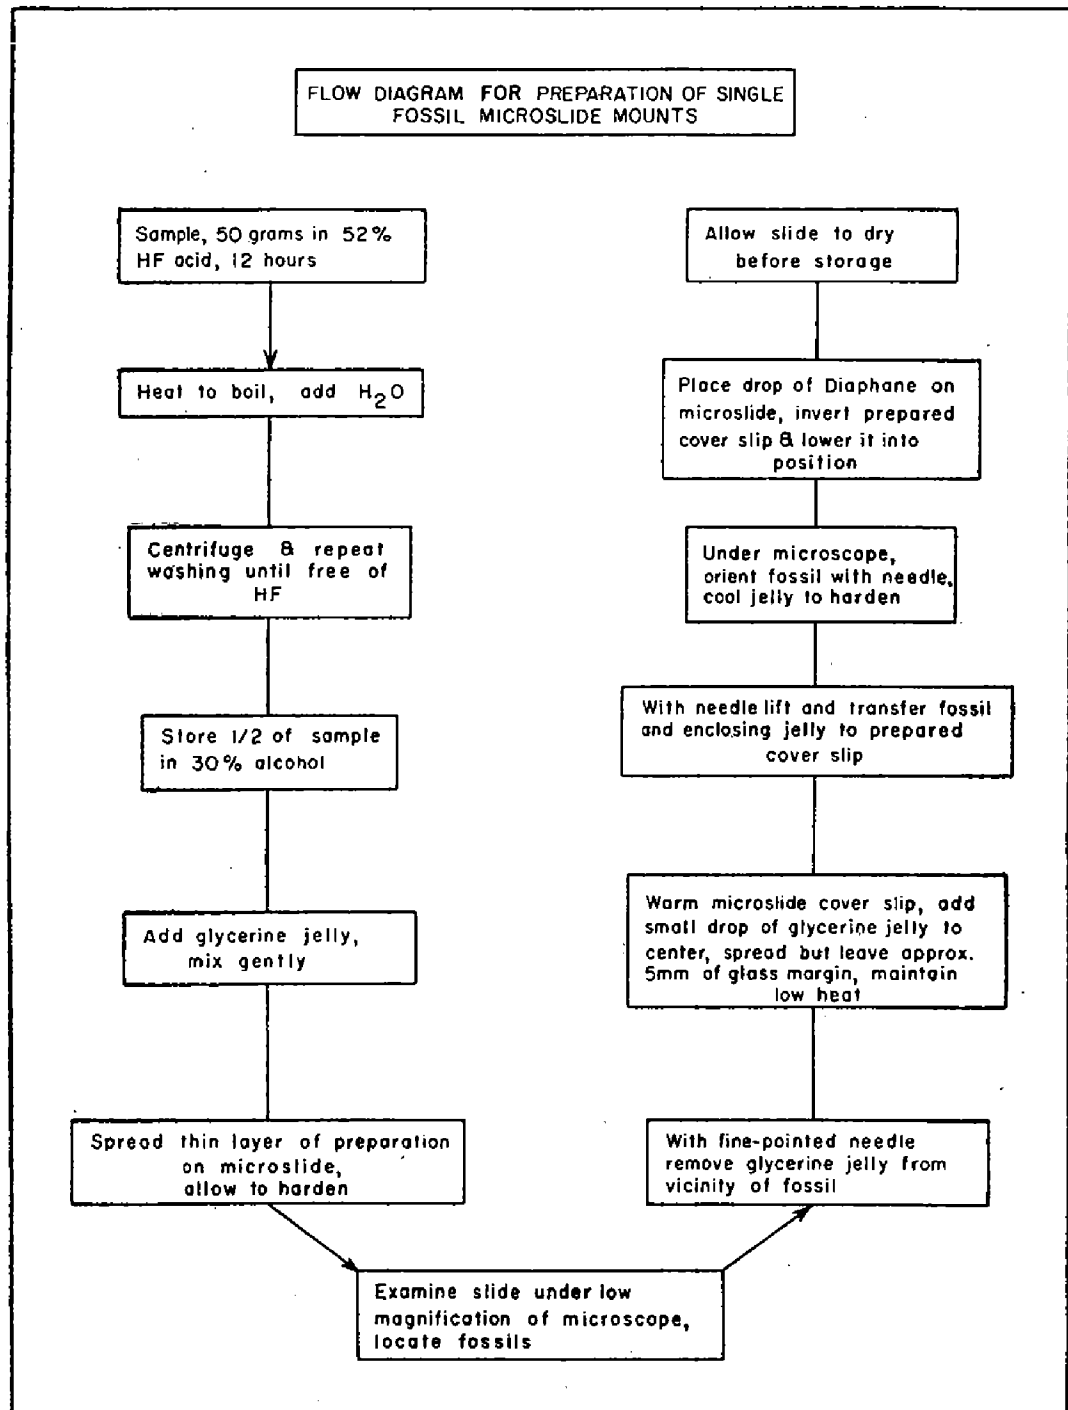 FLOW DIAGRAM FOR PREPARATION OF SINGLE
FOSSIL MICROSLIDE MOUNTS
Sample, 50 grams in 52%
HF acid, 12 hours
Heat to boil, add H2O
Centrifuge & repeat
washing until free of
HF
Store 1/2 of sample
in 30% alcohol
Add glycerine jelly,
mix gently
Spread thin layer of preparation
on microslide,
allow to harden
Examine slide under low
magnification of microscope,
locate fossils
With fine-pointed needle
remove glycerine jelly from
vicinity of fossil
Warm microslide cover slip, add
small drop of glycerine jelly to
center, spread but leave approx.
5mm of glass margin, maintain
low heat
With needle lift and transfer fossil
and enclosing jelly to prepared
cover slip
Under microscope,
orient fossil with needle,
cool jelly to harden
Place drop of Diaphane on
microslide, invert prepared
cover slip & lower it into
position
Allow slide to dry
before storage